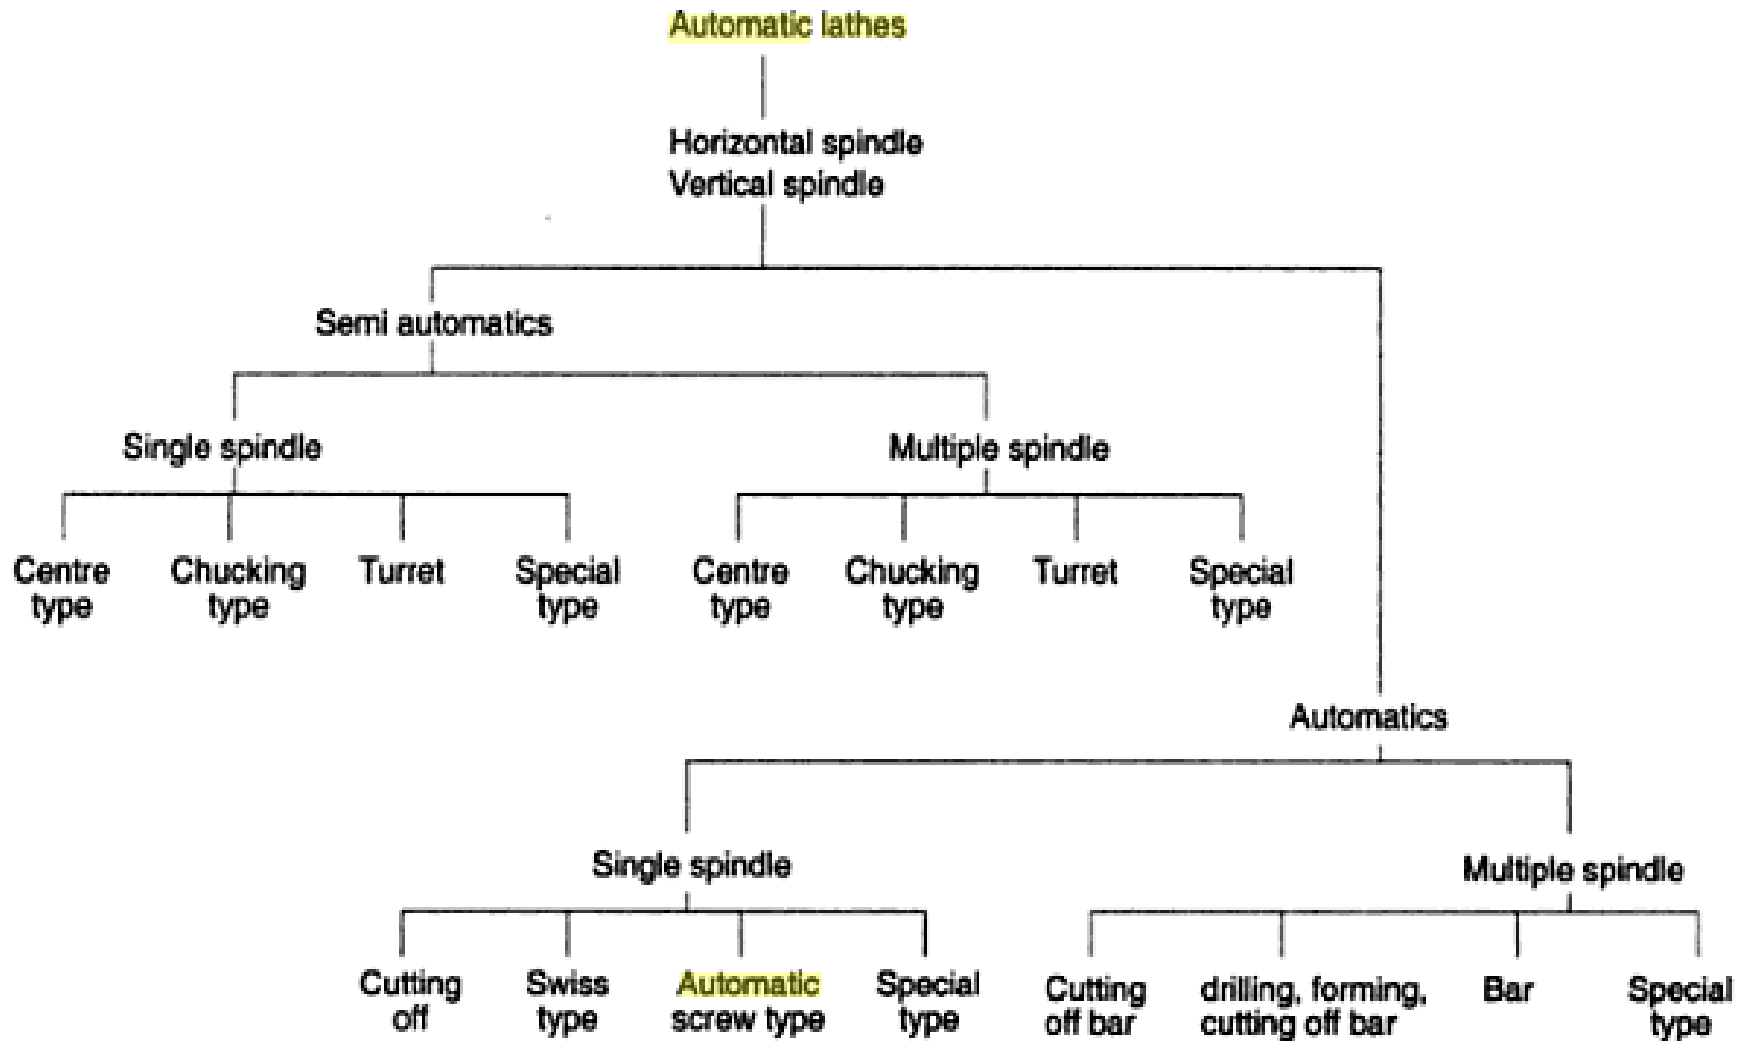 Automatic lathes
Horizontal spindle
Vertical spindle
Semi automatics
Single spindle
Multiple spindle
Centre
type
Chucking
type
Turret
Special
type
Centre
type
Chucking
type
Turret
Special
type
Automatics
Single spindle
Multiple spindle
Cutting
off
Swiss
type
Automatic
screw type
Special
type
Cutting
off bar
drilling, forming,
cutting off bar
Bar
Special
type